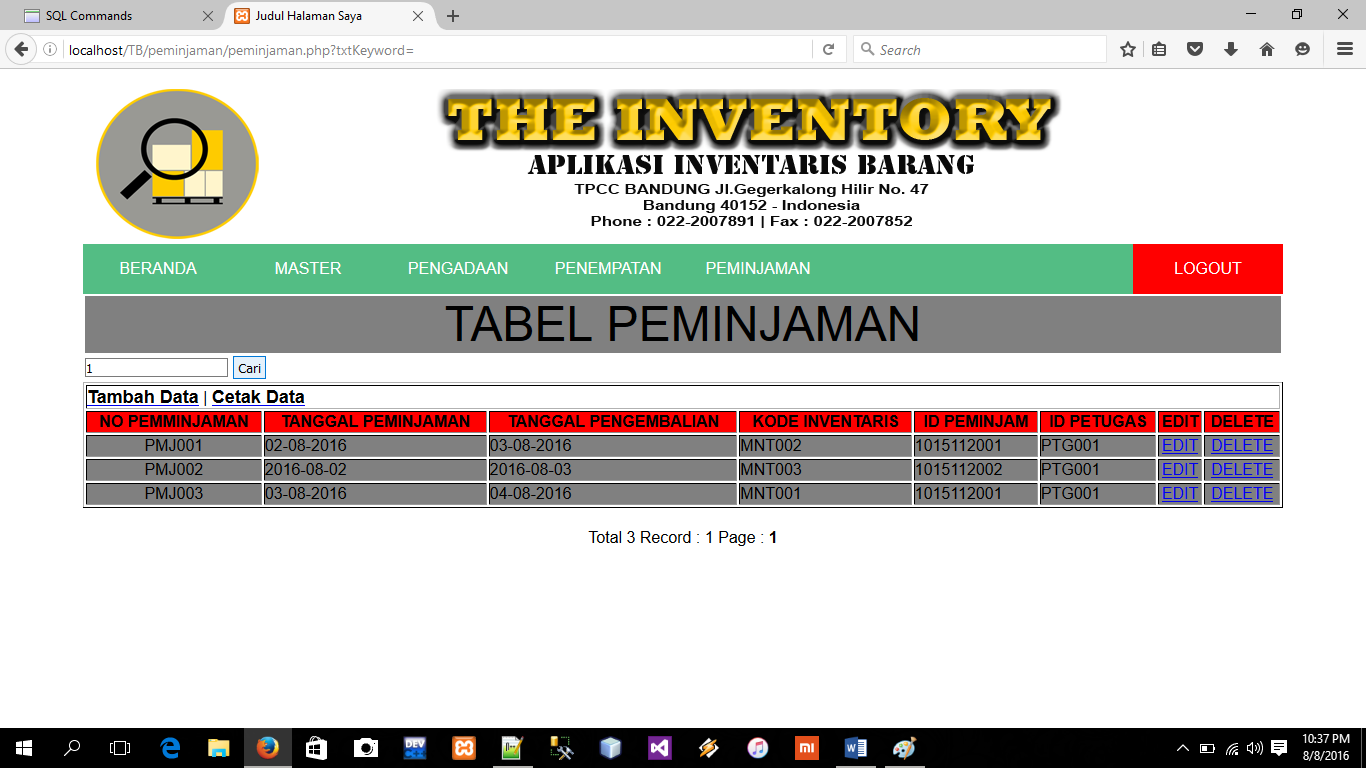 SQL Commands
Judul Halaman Saya
localhost/TB/peminjaman/peminjaman.php?txtKeyword=
Search
THE INVENTORY
APLIKASI INVENTARIS BARANG
TPCC BANDUNG Jl.Gegerkalong Hilir No. 47
Bandung 40152 - Indonesia
Phone : 022-2007891 | Fax : 022-2007852
BERANDA MASTER PENGADAAN PENEMPATAN PEMINJAMAN LOGOUT
TABEL PEMINJAMAN
1 Cari
Tambah Data | Cetak Data
NO PEMMINJAMAN TANGGAL PEMINJAMAN TANGGAL PENGEMBALIAN KODE INVENTARIS ID PEMINJAM ID PETUGAS EDIT DELETE
PMJ001 02-08-2016 03-08-2016 MNT002 1015112001 PTG001 EDIT DELETE
PMJ002 2016-08-02 2016-08-03 MNT003 1015112002 PTG001 EDIT DELETE
PMJ003 03-08-2016 04-08-2016 MNT001 1015112001 PTG001 EDIT DELETE
Total 3 Record : 1 Page : 1
DEV
10:37 PM
8/8/2016